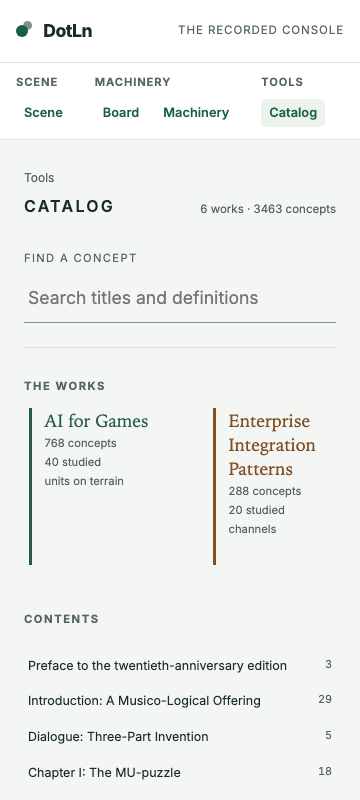 DotLn
THE RECORDED CONSOLE
SCENE
MACHINERY
TOOLS
Scene
Board
Machinery
Catalog
Tools
CATALOG
6 works · 3463 concepts
FIND A CONCEPT
Search titles and definitions
THE WORKS
AI for Games
768 concepts
40 studied
units on terrain
Enterprise
Integration
Patterns
288 concepts
20 studied
channels
CONTENTS
Preface to the twentieth-anniversary edition 3
Introduction: A Musico-Logical Offering 29
Dialogue: Three-Part Invention 5
Chapter I: The MU-puzzle 18